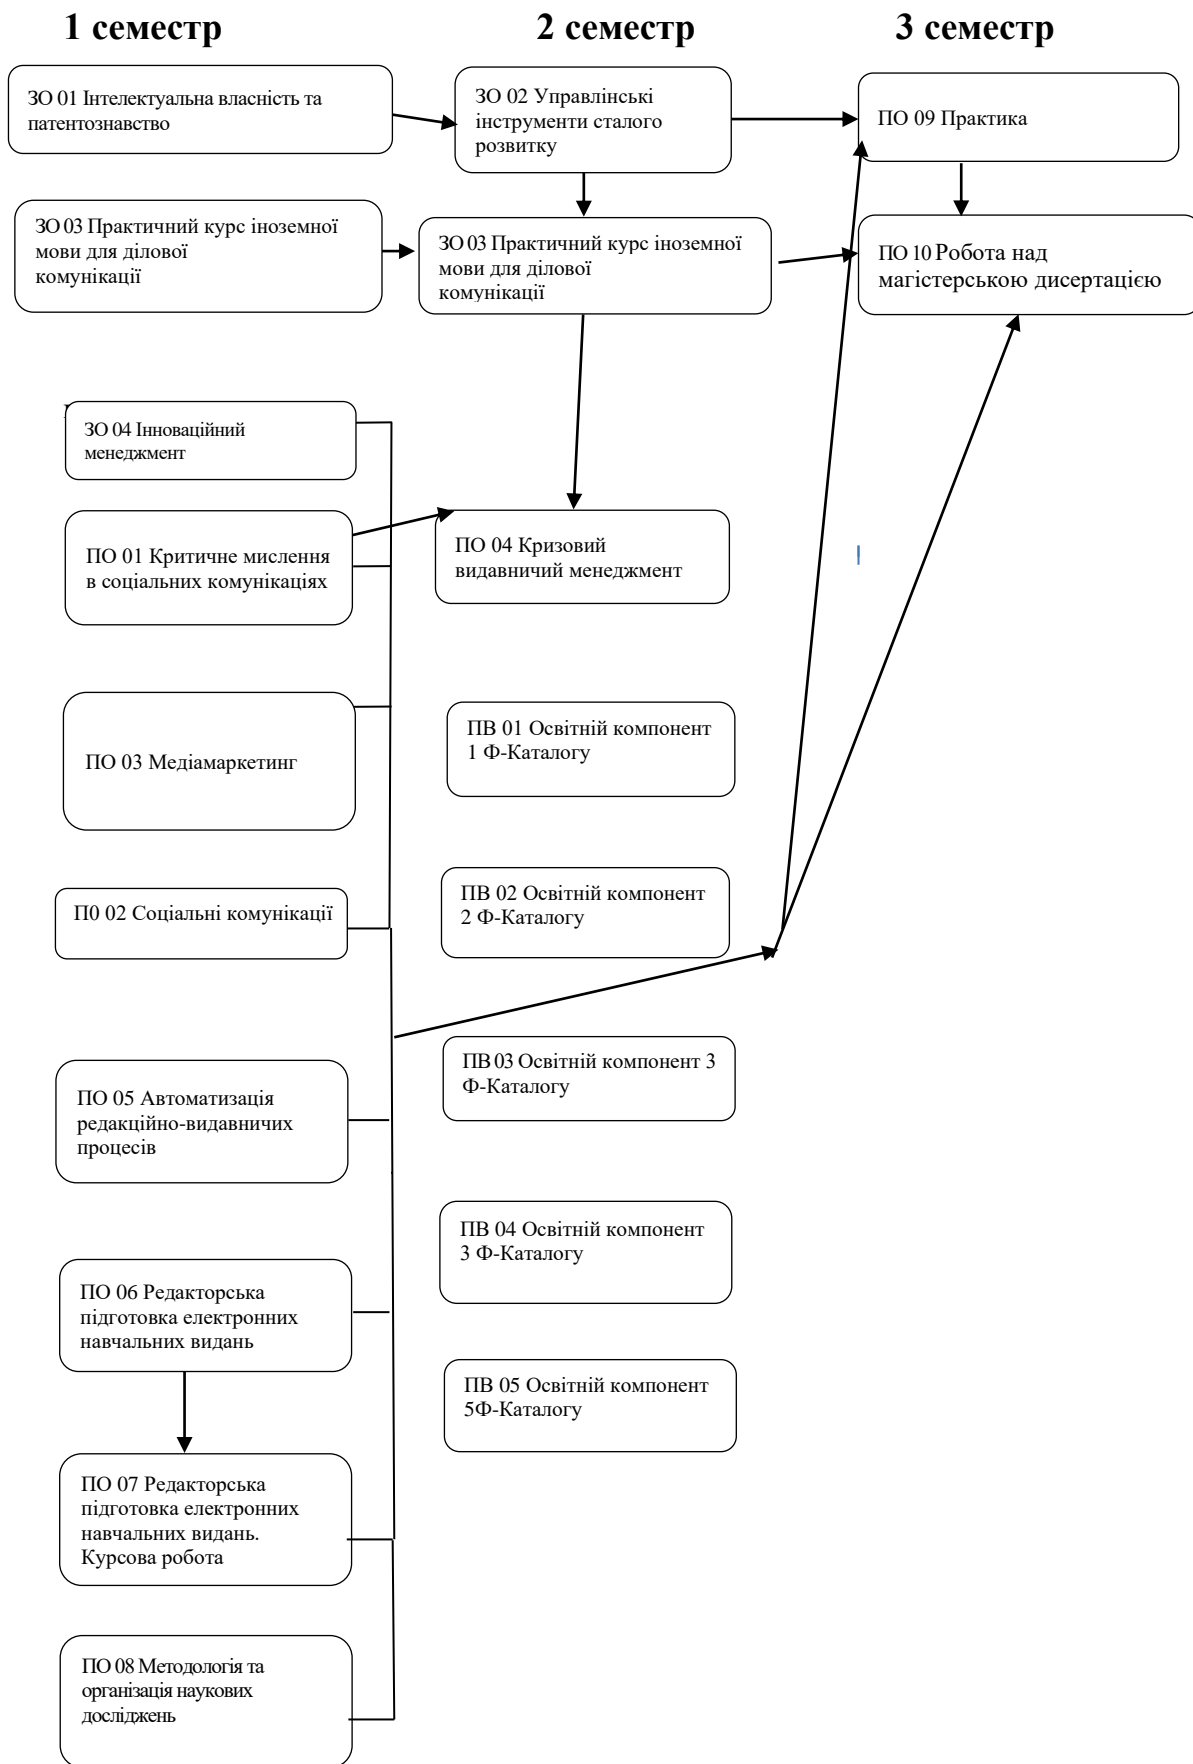 1 семестр
2 семестр
3 семестр
ЗО 01 Інтелектуальна власність та
патентознавство
ЗО 02 Управлінські
інструменти сталого
розвитку
ПО 09 Практика
ЗО 03 Практичний курс іноземної
мови для ділової
комунікації
ЗО 03 Практичний курс іноземної
мови для ділової
комунікації
ПО 10 Робота над
магістерською дисертацією
ЗО 04 Інноваційний
менеджмент
ПО 01 Критичне мислення
в соціальних комунікаціях
ПО 04 Кризовий
видавничий менеджмент
ПО 03 Медіамаркетинг
ПВ 01 Освітній компонент
1 Ф-Каталогу
П0 02 Соціальні комунікації
ПВ 02 Освітній компонент
2 Ф-Каталогу
ПВ 03 Освітній компонент 3
Ф-Каталогу
ПО 05 Автоматизація
редакційно-видавничих
процесів
ПВ 04 Освітній компонент
3 Ф-Каталогу
ПО 06 Редакторська
підготовка електронних
навчальних видань
ПВ 05 Освітній компонент
5Ф-Каталогу
ПО 07 Редакторська
підготовка електронних
навчальних видань.
Курсова робота
ПО 08 Методологія та
організація наукових
досліджень